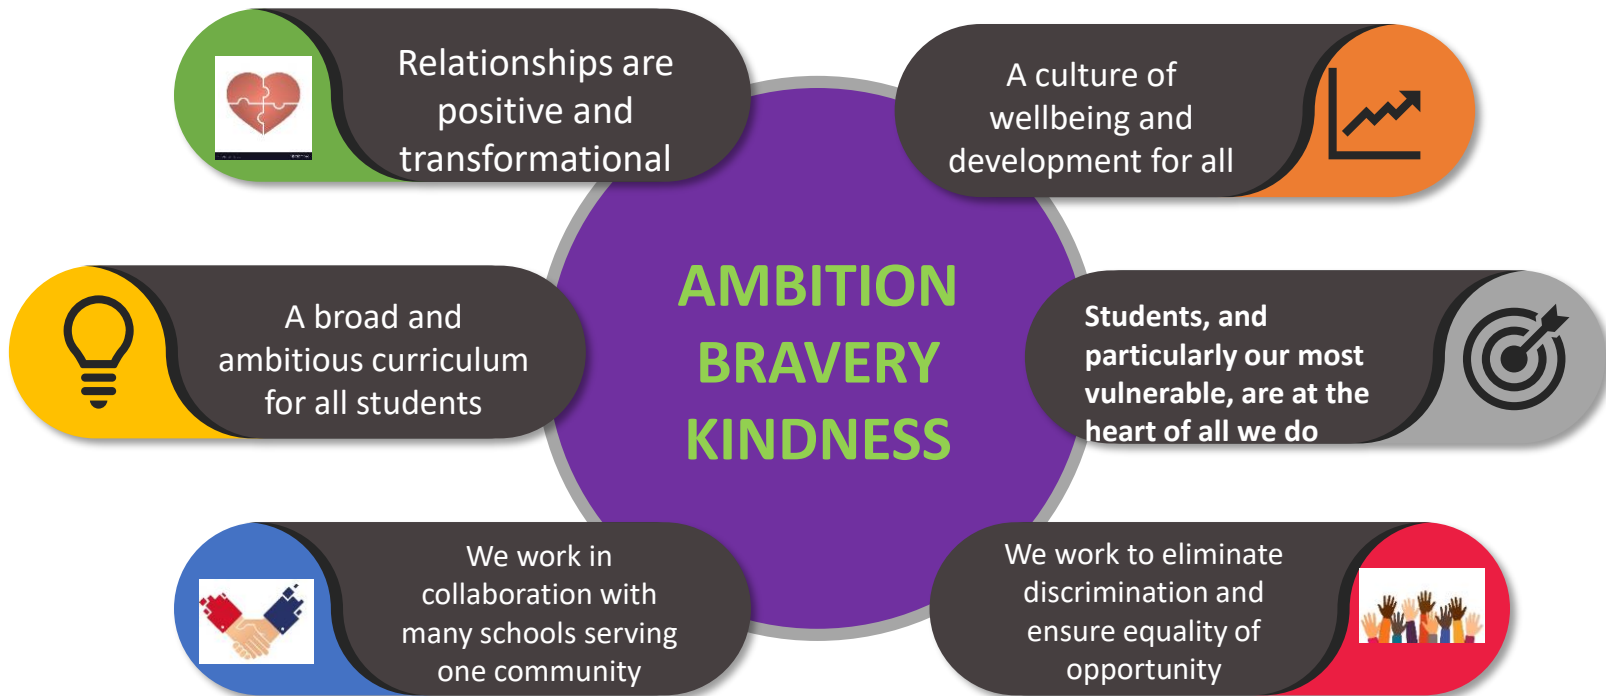 Relationships are
positive and
transformational
A culture of
wellbeing and
development for all
AMBITION
BRAVERY
KINDNESS
A broad and
ambitious curriculum
for all students
Students, and
particularly our most
vulnerable, are at the
heart of all we do
We work in
collaboration with
many schools serving
one community
We work to eliminate
discrimination and
ensure equality of
opportunity